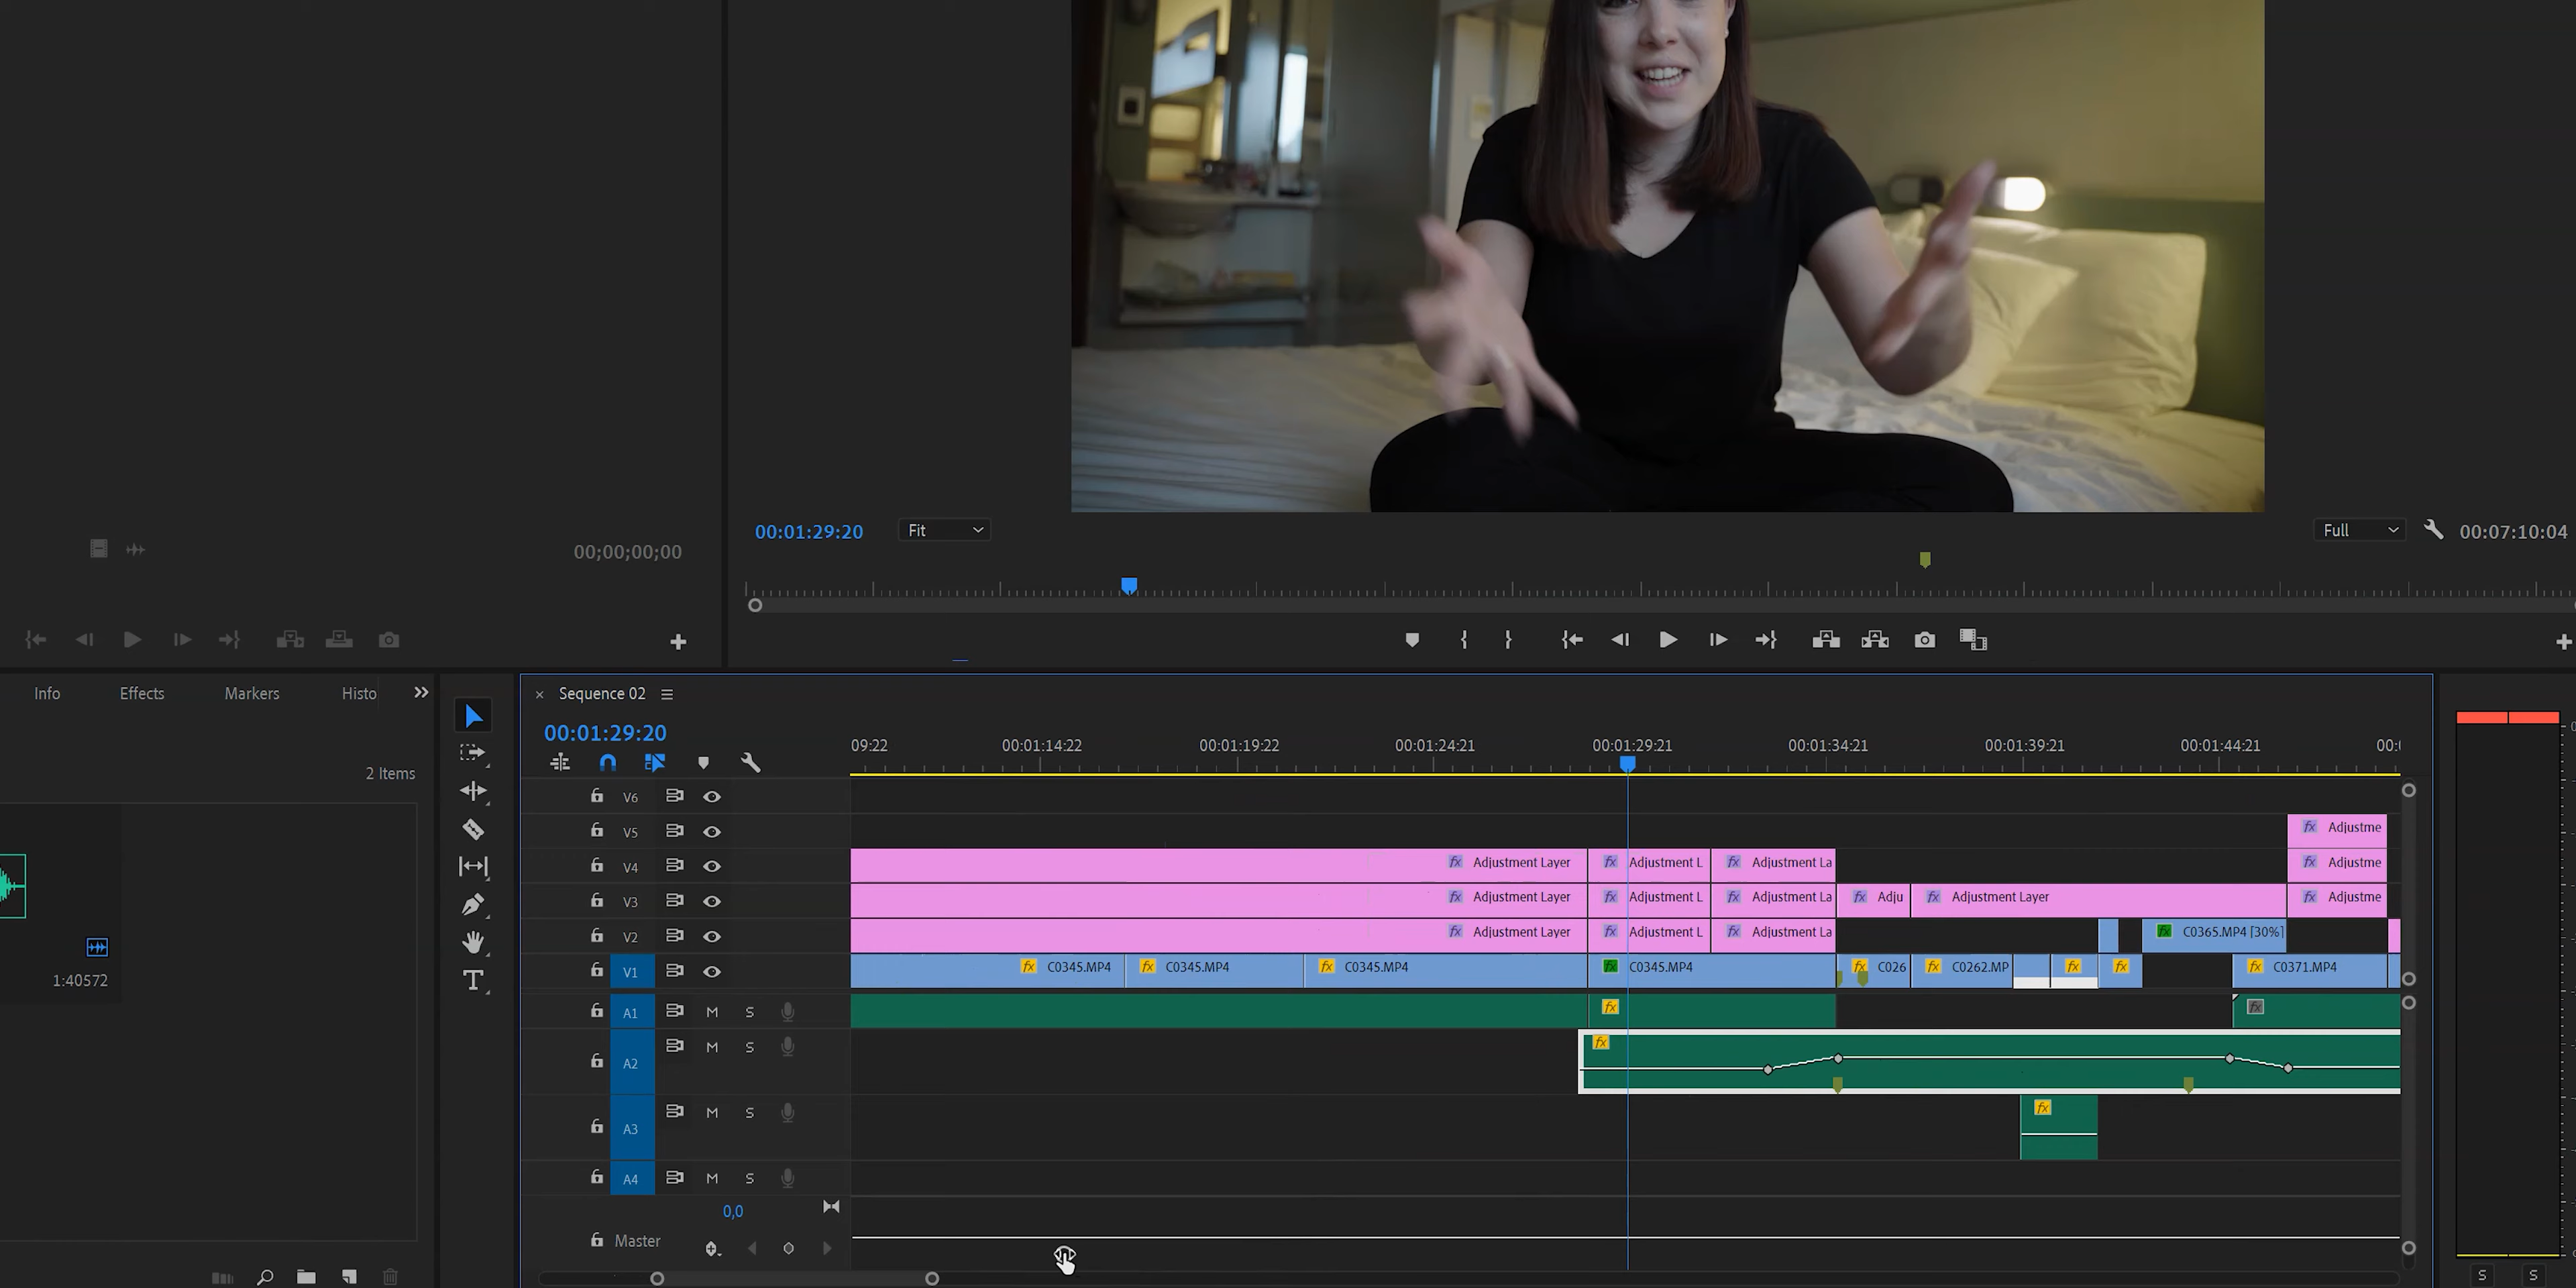 00:01:29:20 Fit Full 00:07:10:04
00;00;00;00
Info Effects Markers Histo
Sequence 02
00:01:29:20
2 Items
09:22 00:01:14:22 00:01:19:22 00:01:24:21 00:01:29:21 00:01:34:21 00:01:39:21 00:01:44:21 00:0
V6
V5 fx Adjustme
V4 fx Adjustment Layer fx Adjustment L fx Adjustment La fx Adjustme
V3 fx Adjustment Layer fx Adjustment L fx Adjustment La fx Adju fx Adjustment Layer fx Adjustme
V2 fx Adjustment Layer fx Adjustment L fx Adjustment La fx C0365.MP4 [30%]
V1 fx C0345.MP4 fx C0345.MP4 fx C0345.MP4 fx C0345.MP4 fx C026 fx C0262.MP fx fx fx C0371.MP4
1:40572
A1 M S fx fx
A2 M S fx
A3 M S fx
A4 M S
0,0
Master
S S